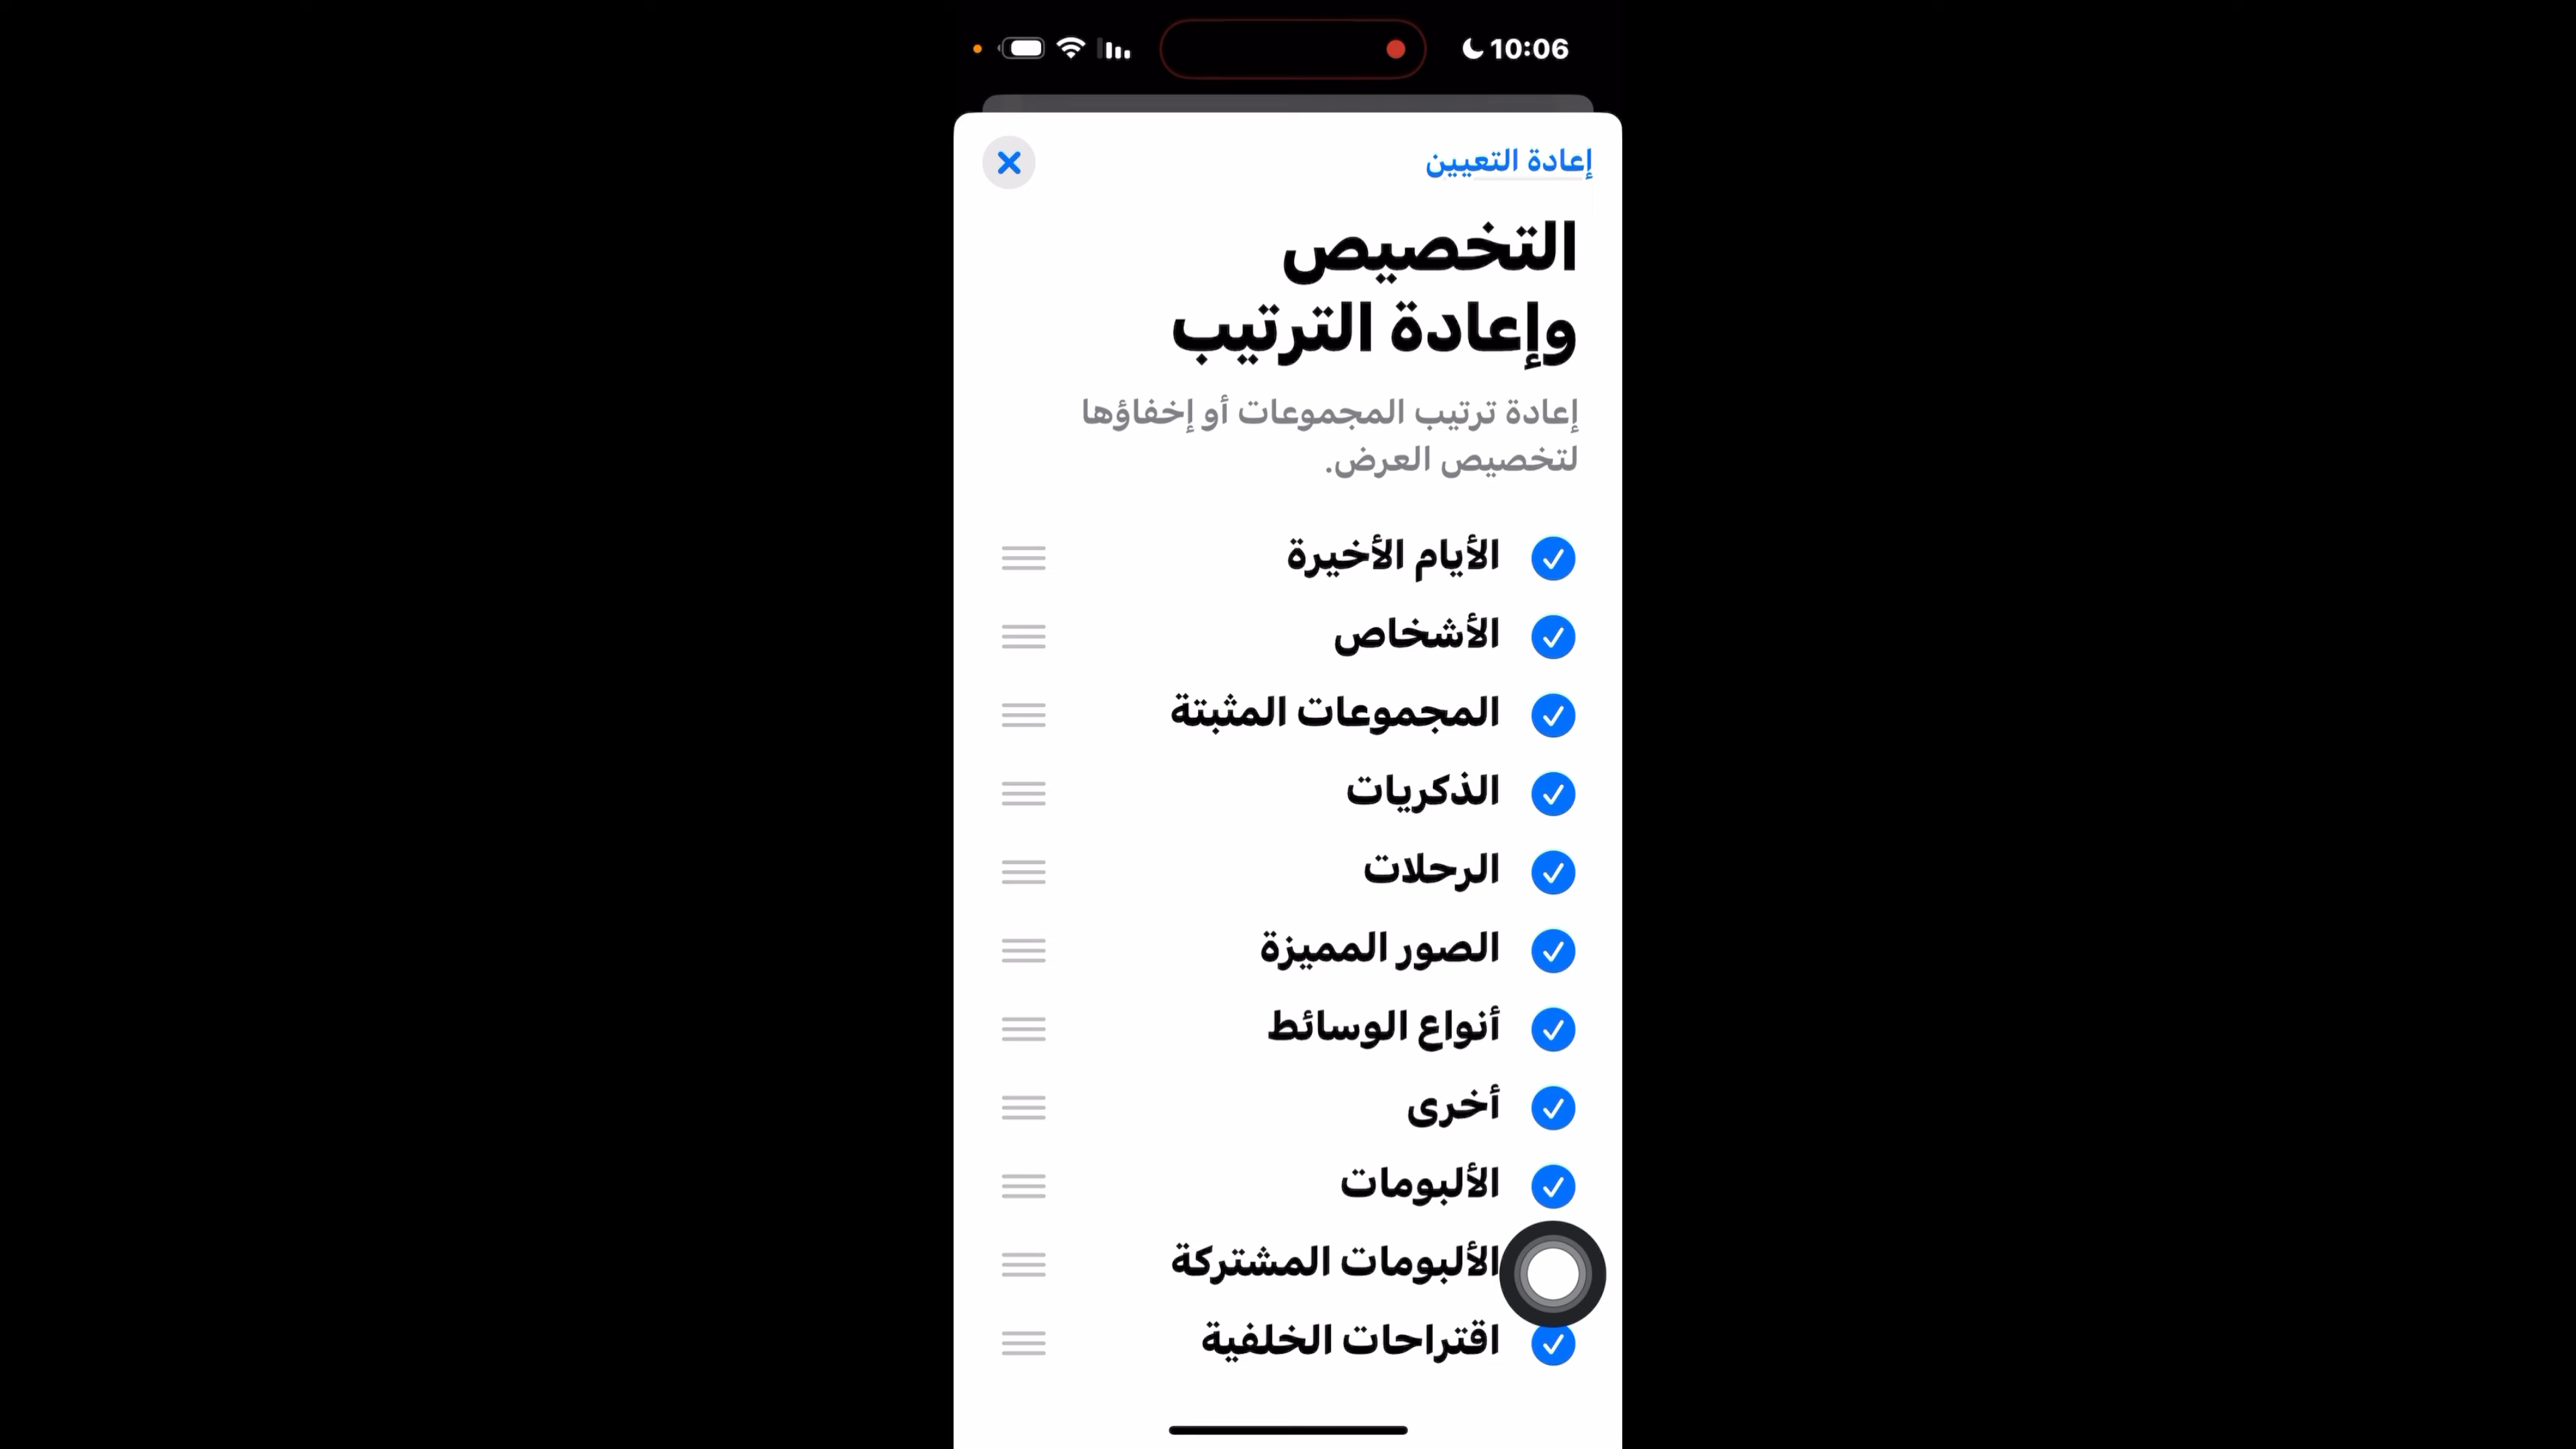 10:06
إعادة التعيين
التخصيص
وإعادة الترتيب
إعادة ترتيب المجموعات أو إخفاؤها
لتخصيص العرض.
الأيام الأخيرة
الأشخاص
المجموعات المثبتة
الذكريات
الرحلات
الصور المميزة
أنواع الوسائط
أخرى
الألبومات
الألبومات المشتركة
اقتراحات الخلفية